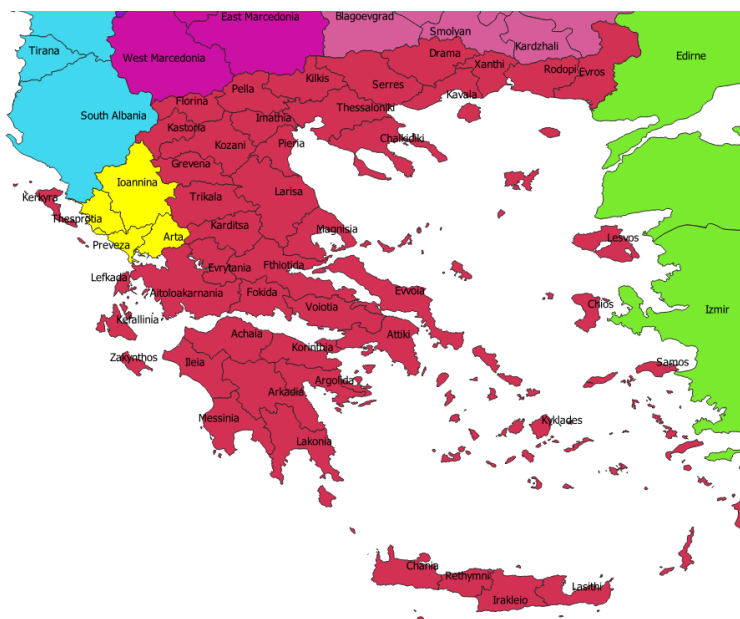 East Marcedonia
Blagoevgrad
Smolyan
Tirana
West Marcedonia
Drama
Kardzhali
Edirne
Xanthi
Rodopi
Evros
Pella
Kilkis
Serres
Kavala
Florina
Thessaloniki
South Albania
Imathia
Kastoria
Kozani
Pieria
Chalkidiki
Grevena
Ioannina
Larisa
Kerkyra
Trikala
Thesprotia
Karditsa
Magnisia
Preveza
Arta
Lesvos
Lefkada
Evrytania
Fthiotida
Aitoloakarnania
Fokida
Evvoia
Voiotia
Chios
Izmir
Kefallinia
Achaia
Attiki
Korinthia
Zakynthos
Ileia
Samos
Argolida
Arkadia
Messinia
Kyklades
Lakonia
Chania
Rethymni
Lasithi
Irakleio